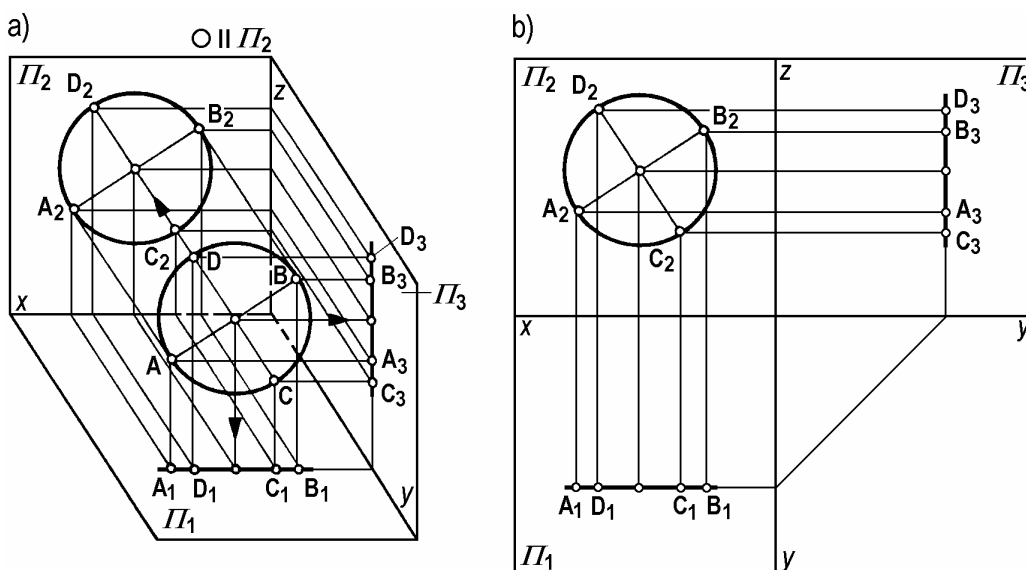 a)
○ II Π₂
Π₂
D₂
z
B₂
A₂
C₂
D
D₃
B
B₃
Π₃
x
A
A₃
C
C₃
A₁ D₁ C₁ B₁
y
Π₁
b)
Π₂
D₂
z
Π₃
D₃
B₂
B₃
A₂
A₃
C₂
C₃
x
y
A₁ D₁ C₁ B₁
Π₁
y